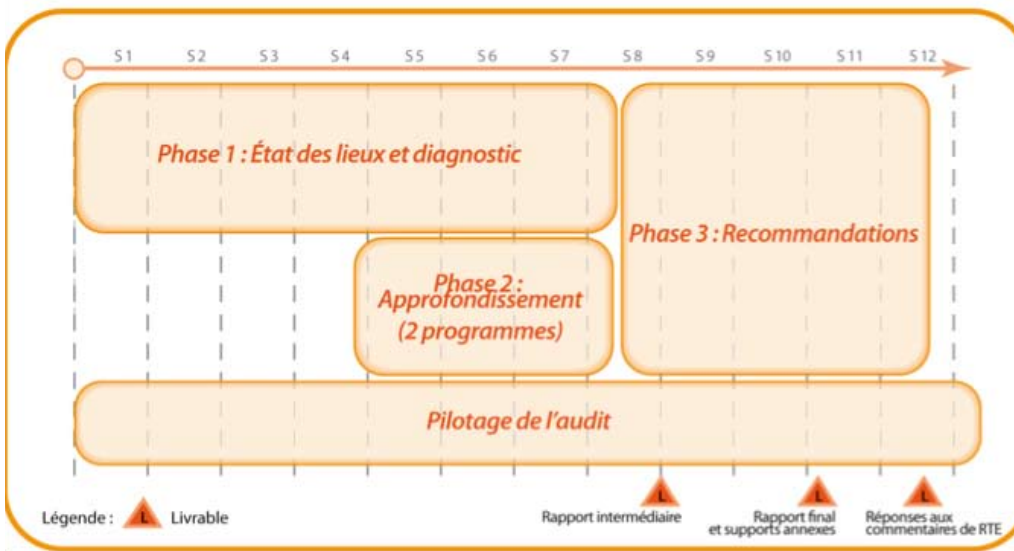 S1 S2 S3 S4 S5 S6 S7 S8 S9 S10 S11 S12
Phase 1 : État des lieux et diagnostic
Phase 2 :
Approfondissement
(2 programmes)
Phase 3 : Recommandations
Pilotage de l’audit
Légende : L Livrable
L
Rapport intermédiaire
L
Rapport final
et supports annexes
L
Réponses aux
commentaires de RTE